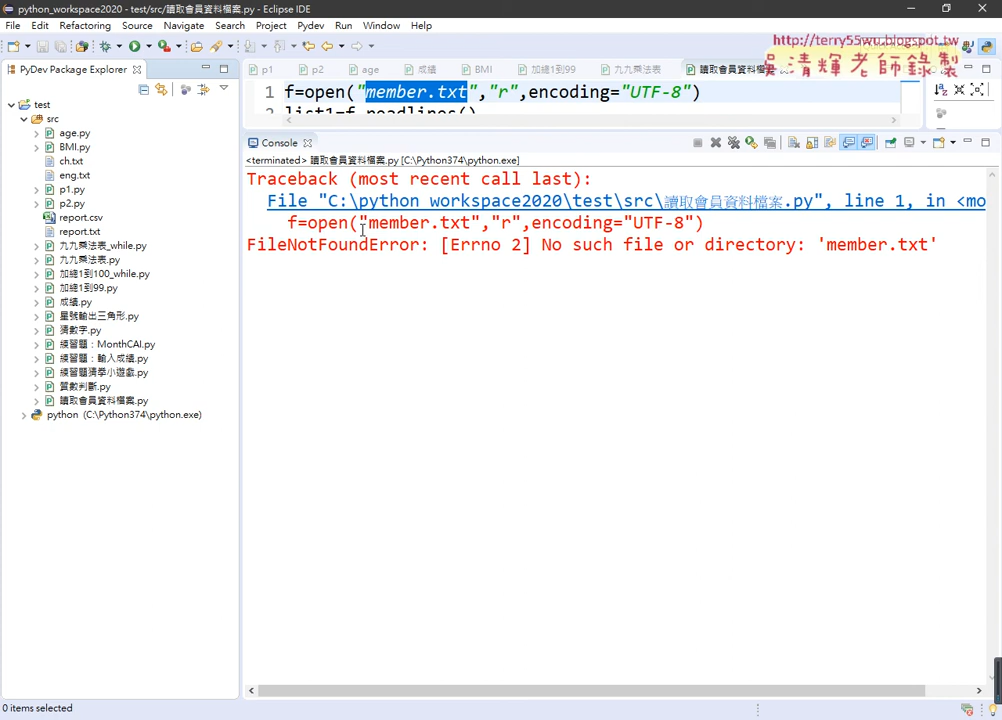 python_workspace2020 - test/src/讀取會員資料檔案.py - Eclipse IDE
File Edit Refactoring Source Navigate Search Project Pydev Run Window Help
http://terry55wu.blogspot.tw
吳清輝老師錄製
PyDev Package Explorer
p1 p2 age 成績 BMI 加總1到99 九九乘法表 讀取會員資料檔案
1 f=open("member.txt","r",encoding="UTF-8")
list1=f.readlines()
test
src
age.py
BMI.py
ch.txt
eng.txt
p1.py
p2.py
report.csv
report.txt
九九乘法表_while.py
九九乘法表.py
加總1到100_while.py
加總1到99.py
成績.py
星號輸出三角形.py
猜數字.py
練習題：MonthCAI.py
練習題：輸入成績.py
練習題猜拳小遊戲.py
質數判斷.py
讀取會員資料檔案.py
python (C:\Python374\python.exe)
Console
<terminated> 讀取會員資料檔案.py [C:\Python374\python.exe]
Traceback (most recent call last):
File "C:\python_workspace2020\test\src\讀取會員資料檔案.py", line 1, in <mo
f=open("member.txt","r",encoding="UTF-8")
FileNotFoundError: [Errno 2] No such file or directory: 'member.txt'
0 items selected